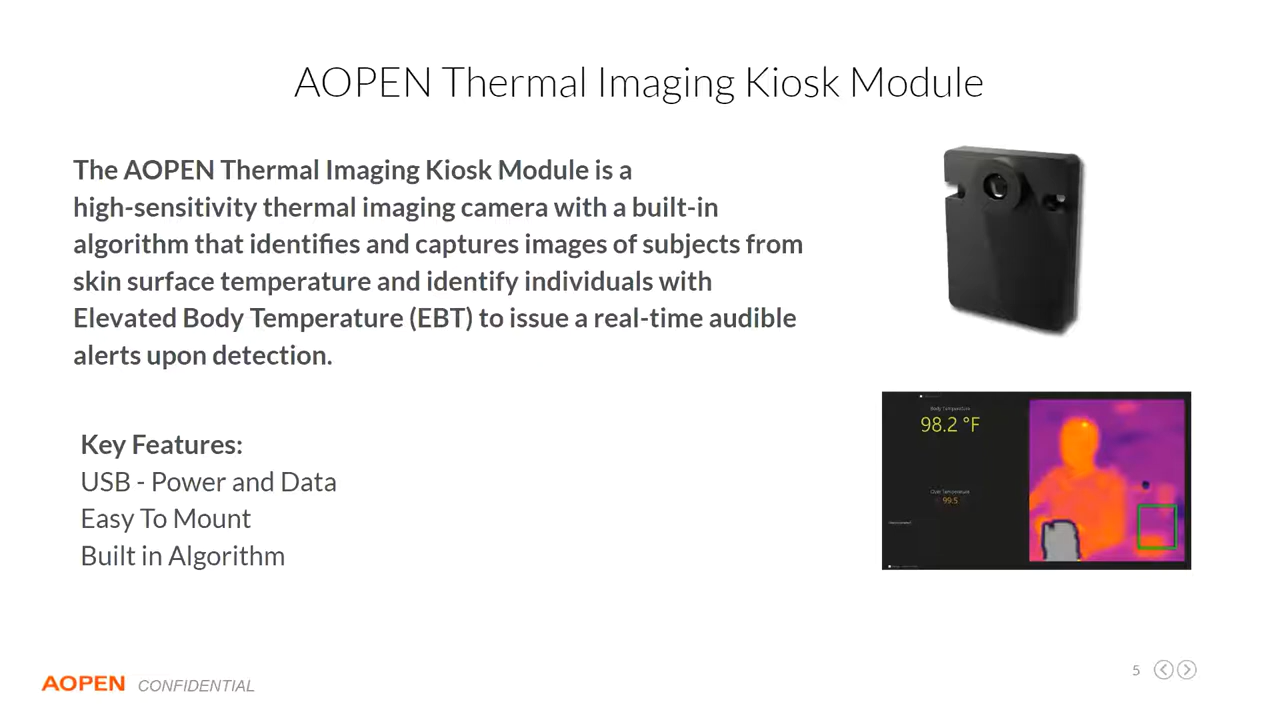 AOPEN Thermal Imaging Kiosk Module
The AOPEN Thermal Imaging Kiosk Module is a
high-sensitivity thermal imaging camera with a built-in
algorithm that identifies and captures images of subjects from
skin surface temperature and identify individuals with
Elevated Body Temperature (EBT) to issue a real-time audible
alerts upon detection.
Key Features:
USB - Power and Data
Easy To Mount
Built in Algorithm
Body Temperature
98.2 °F
Over Temperature
99.5
AOPEN CONFIDENTIAL
5